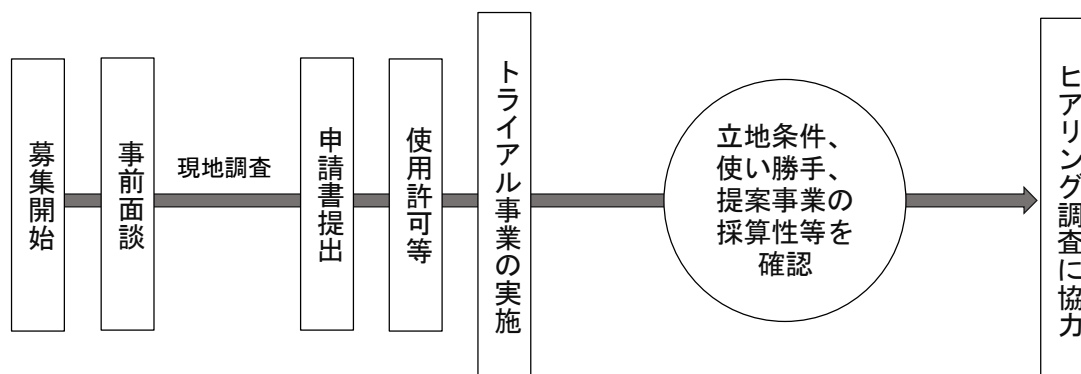 募集開始
事前面談
現地調査
申請書提出
使用許可等
トライアル事業の実施
立地条件、
使い勝手、
提案事業の
採算性等を
確認
ヒアリング調査に協力